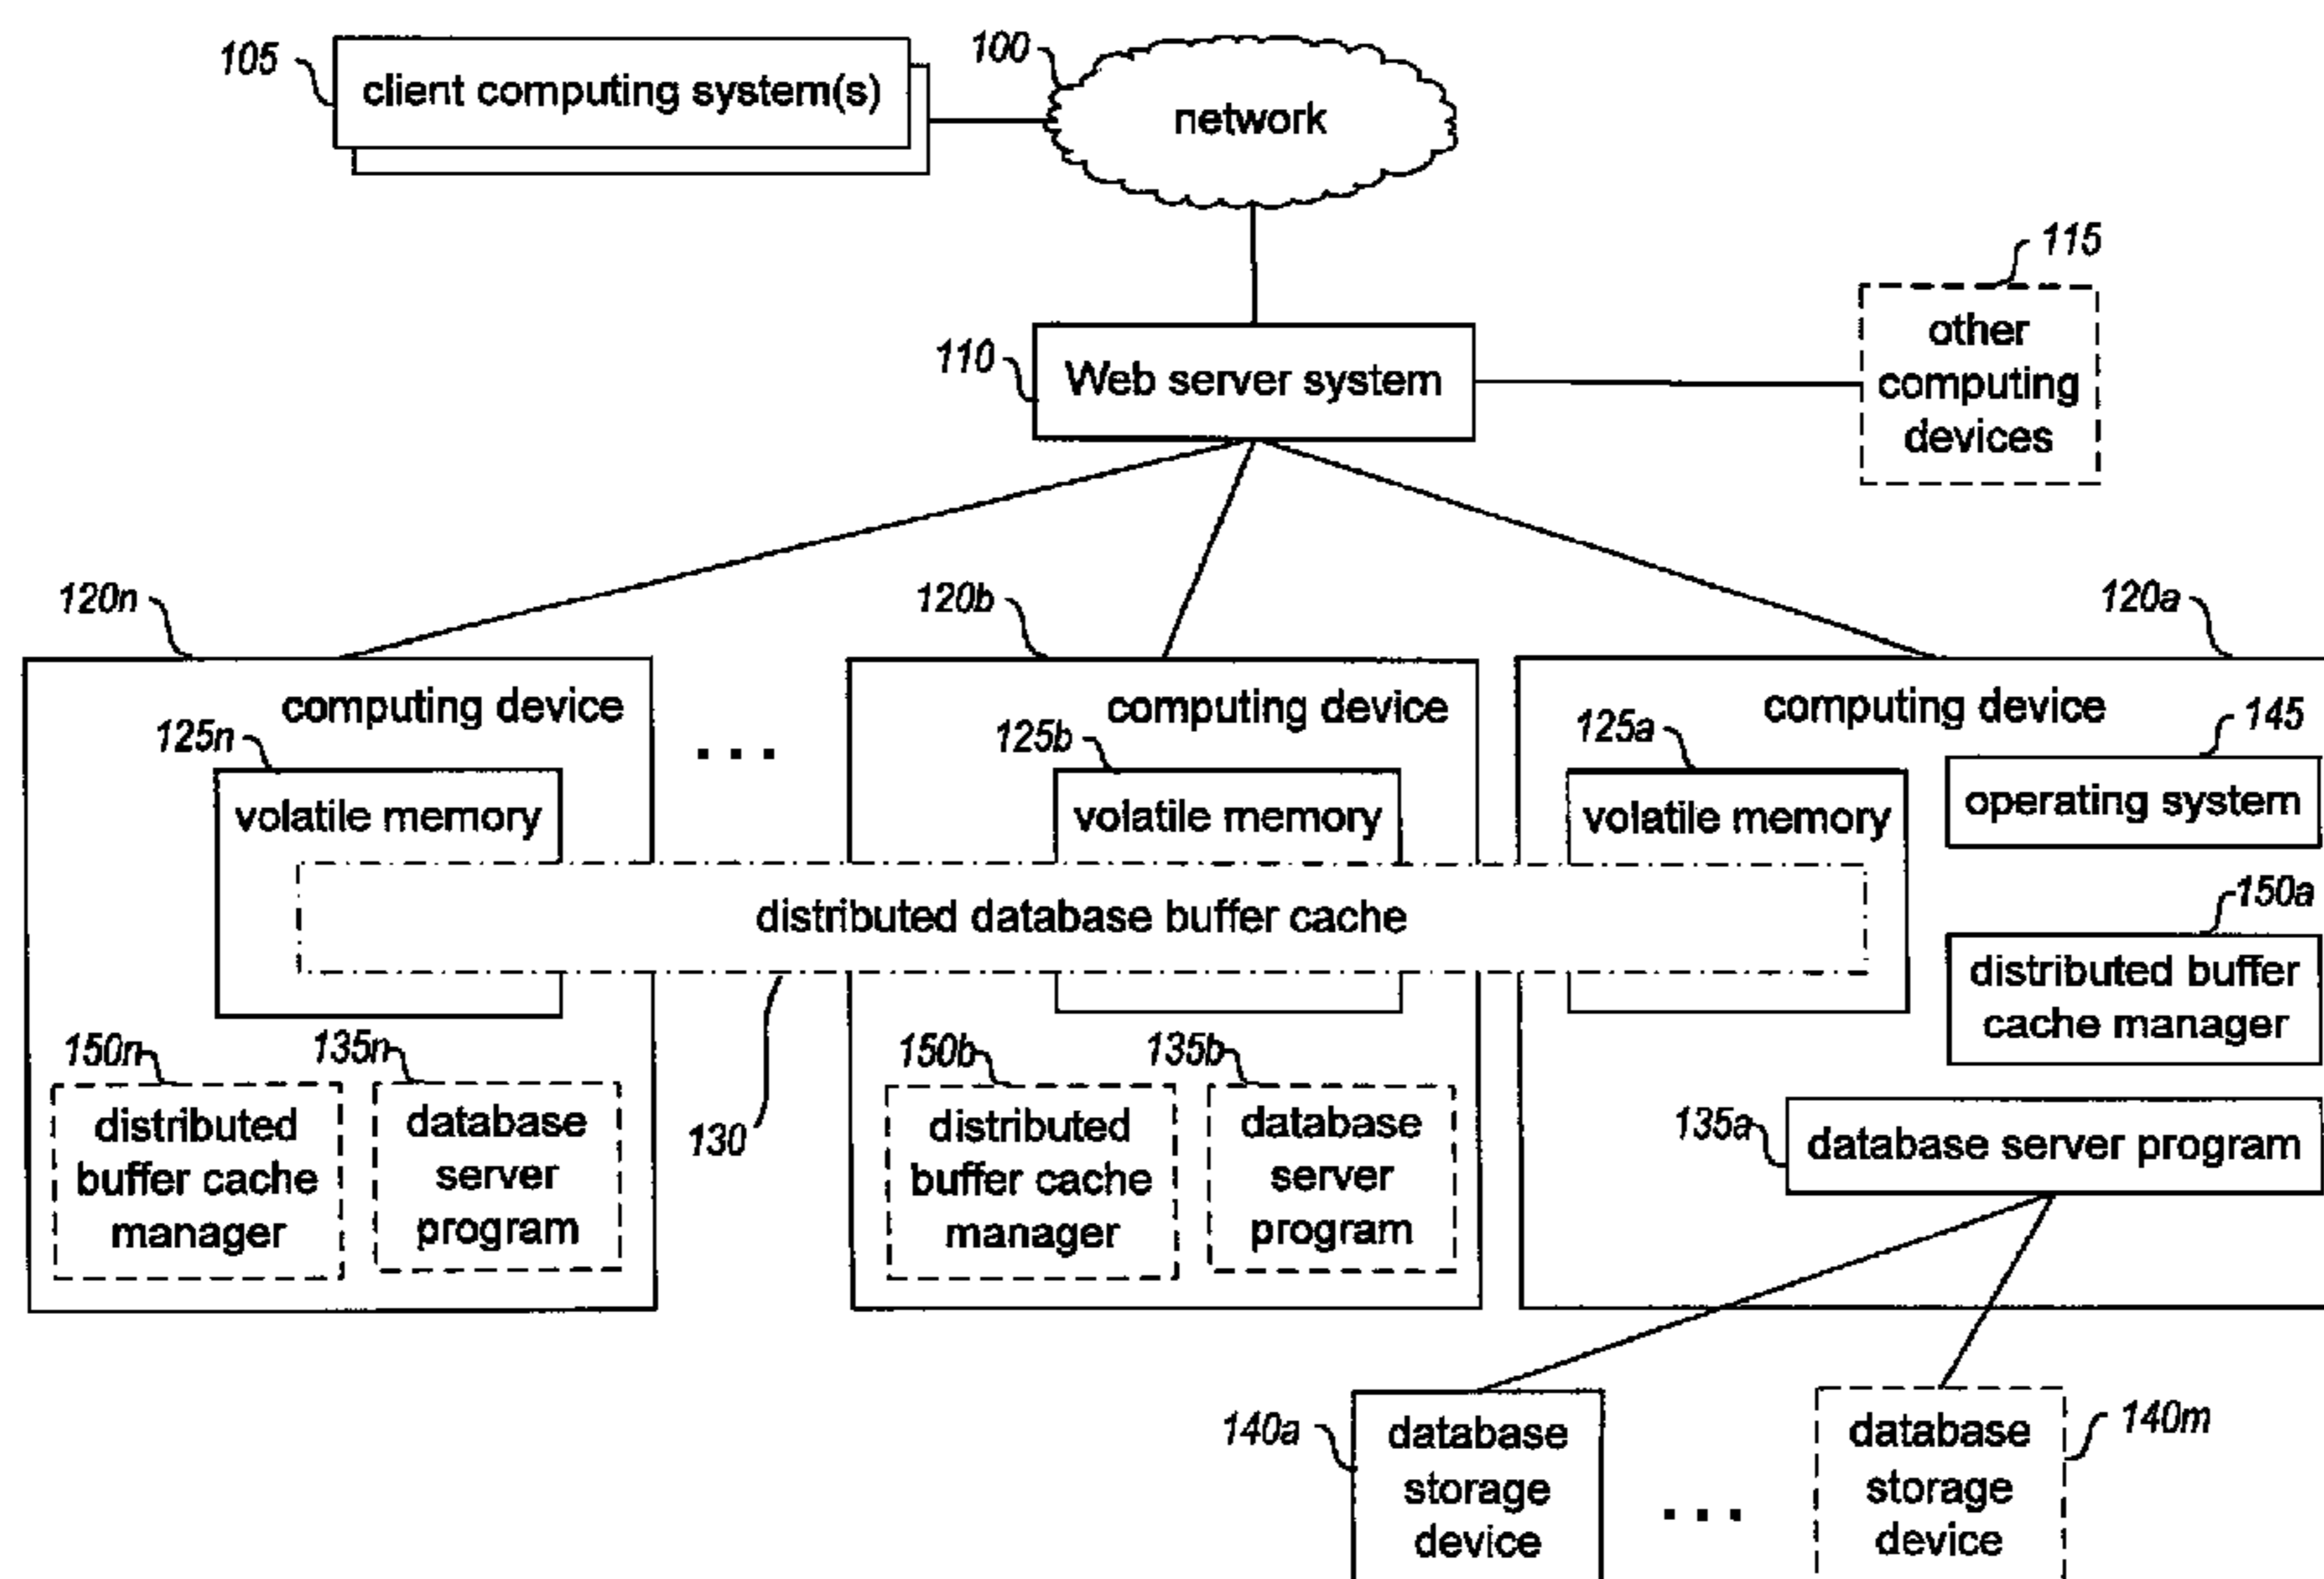 105
client computing system(s)
100
network
115
other
computing
devices
110
Web server system
120n
120b
120a
computing device
computing device
computing device
125n
125b
125a
145
volatile memory
volatile memory
volatile memory
operating system
. . .
distributed database buffer cache
150a
distributed buffer
cache manager
150n
135n
130
150b
135b
135a
distributed
buffer cache
manager
database
server
program
distributed
buffer cache
manager
database
server
program
database server program
140a
database
storage
device
. . .
database
storage
device
140m